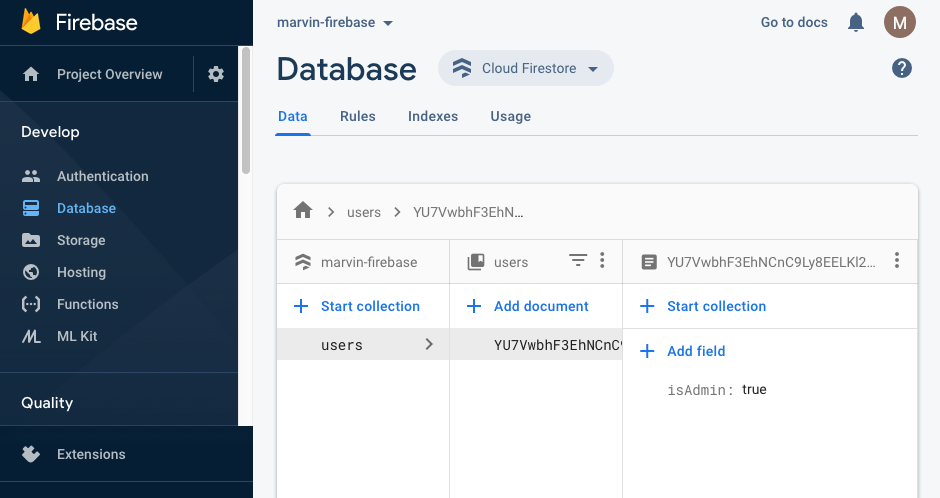 Firebase
marvin-firebase
Go to docs
M
Project Overview
Database
Cloud Firestore
?
Data
Rules
Indexes
Usage
Develop
Authentication
Database
Storage
Hosting
Functions
ML Kit
Quality
Extensions
users
YU7VwbhF3EhN...
marvin-firebase
users
YU7VwbhF3EhNCnC9Ly8EELKl2...
Start collection
Add document
Start collection
users
YU7VwbhF3EhNCnC
Add field
isAdmin: true